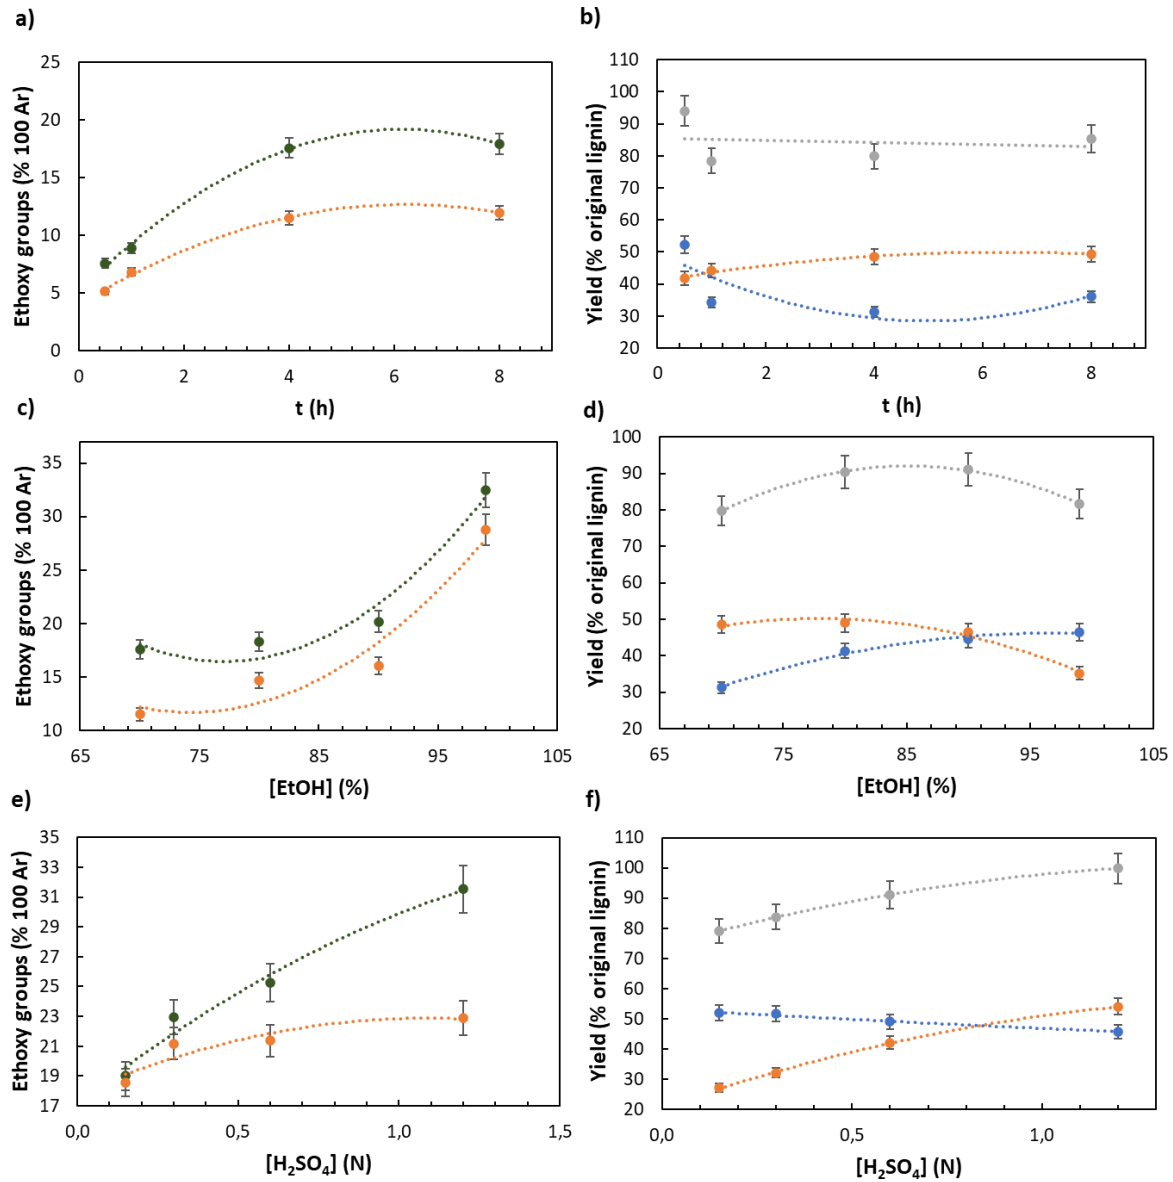 a)
Ethoxy groups (% 100 Ar)
25
20
15
10
5
0
0 2 4 6 8
t (h)
b)
Yield (% original lignin)
110
100
90
80
70
60
50
40
30
20
0 2 4 6 8
t (h)
c)
Ethoxy groups (% 100 Ar)
35
30
25
20
15
10
65 75 85 95 105
[EtOH] (%)
d)
Yield (% original lignin)
100
90
80
70
60
50
40
30
20
65 75 85 95 105
[EtOH] (%)
e)
Ethoxy groups (% 100 Ar)
35
33
31
29
27
25
23
21
19
17
0,0 0,5 1,0 1,5
[H₂SO₄] (N)
f)
Yield (% original lignin)
110
100
90
80
70
60
50
40
30
20
0,0 0,5 1,0
[H₂SO₄] (N)